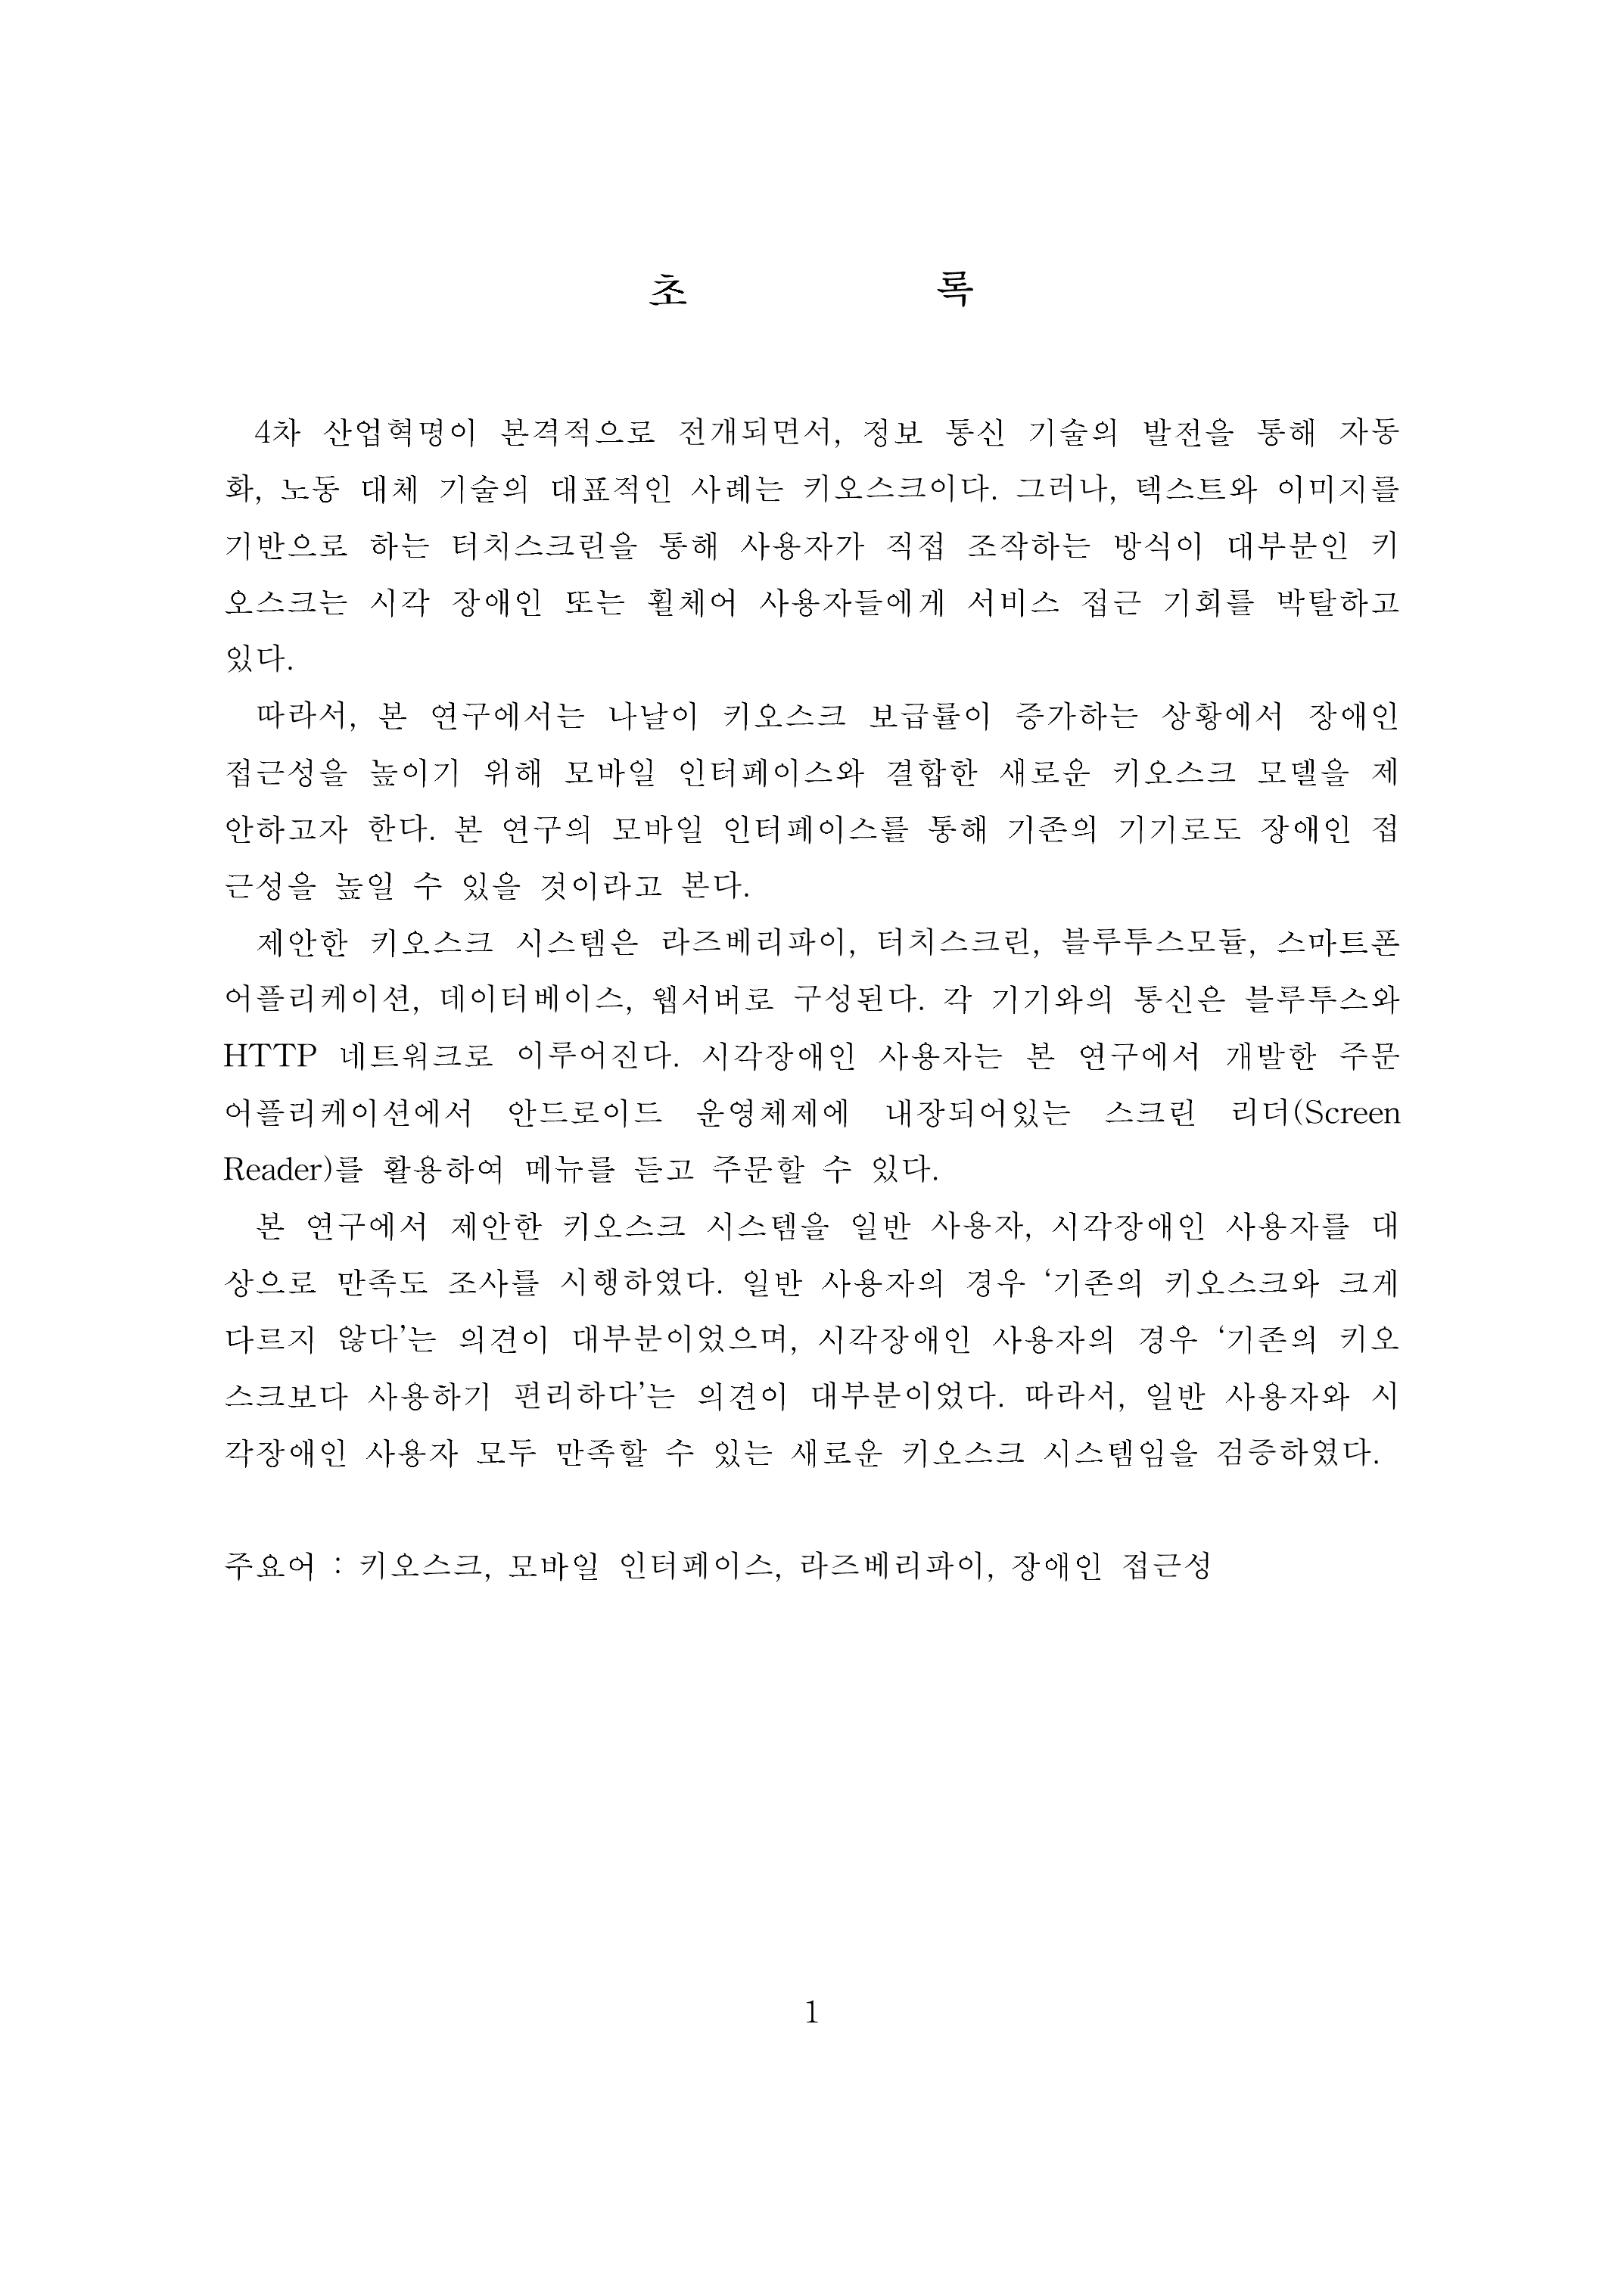 초 록
4차 산업혁명이 본격적으로 전개되면서, 정보 통신 기술의 발전을 통해 자동
화, 노동 대체 기술의 대표적인 사례는 키오스크이다. 그러나, 텍스트와 이미지를
기반으로 하는 터치스크린을 통해 사용자가 직접 조작하는 방식이 대부분인 키
오스크는 시각 장애인 또는 휠체어 사용자들에게 서비스 접근 기회를 박탈하고
있다.
따라서, 본 연구에서는 나날이 키오스크 보급률이 증가하는 상황에서 장애인
접근성을 높이기 위해 모바일 인터페이스와 결합한 새로운 키오스크 모델을 제
안하고자 한다. 본 연구의 모바일 인터페이스를 통해 기존의 기기로도 장애인 접
근성을 높일 수 있을 것이라고 본다.
제안한 키오스크 시스템은 라즈베리파이, 터치스크린, 블루투스모듈, 스마트폰
어플리케이션, 데이터베이스, 웹서버로 구성된다. 각 기기와의 통신은 블루투스와
HTTP 네트워크로 이루어진다. 시각장애인 사용자는 본 연구에서 개발한 주문
어플리케이션에서 안드로이드 운영체제에 내장되어있는 스크린 리더(Screen
Reader)를 활용하여 메뉴를 듣고 주문할 수 있다.
본 연구에서 제안한 키오스크 시스템을 일반 사용자, 시각장애인 사용자를 대
상으로 만족도 조사를 시행하였다. 일반 사용자의 경우 ‘기존의 키오스크와 크게
다르지 않다’는 의견이 대부분이었으며, 시각장애인 사용자의 경우 ‘기존의 키오
스크보다 사용하기 편리하다’는 의견이 대부분이었다. 따라서, 일반 사용자와 시
각장애인 사용자 모두 만족할 수 있는 새로운 키오스크 시스템임을 검증하였다.
주요어 : 키오스크, 모바일 인터페이스, 라즈베리파이, 장애인 접근성
1